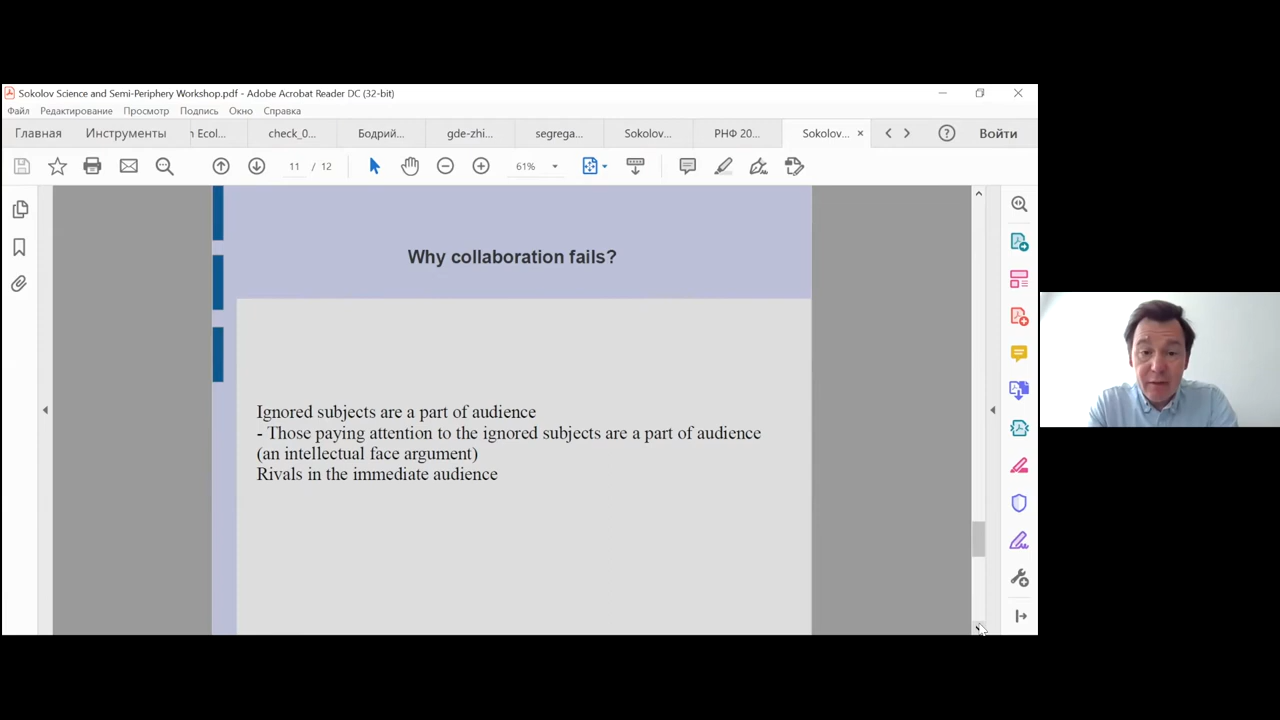 Sokolov Science and Semi-Periphery Workshop.pdf - Adobe Acrobat Reader DC (32-bit)
Файл Редактирование Просмотр Подпись Окно Справка
Главная Инструменты n Ecol... check_0... Бодрий... gde-zhi... segrega... Sokolov... РНФ 20... Sokolov... Войти
11 / 12 61%
Why collaboration fails?
Ignored subjects are a part of audience
- Those paying attention to the ignored subjects are a part of audience
(an intellectual face argument)
Rivals in the immediate audience